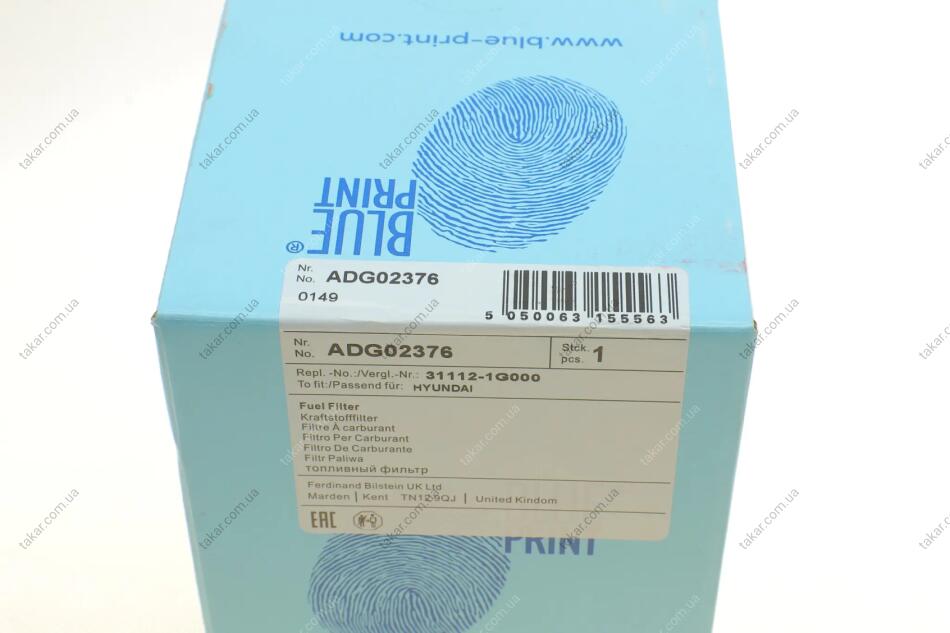 www.blue-print.com
BLUE
PRINT®
Nr.
No. ADG02376
0149
5 050063 155563
Nr.
No. ADG02376
Stck.
pcs. 1
Repl. -No.:/Vergl.-Nr.: 31112-1G000
To fit:/Passend für: HYUNDAI
Fuel Filter
Kraftstofffilter
Filtre À carburant
Filtro Per Carburant
Filtro De Carburante
Filtr Paliwa
топливный фильтр
Ferdinand Bilstein UK Ltd
Marden | Kent TN12 9QJ | United Kindom
EAC
BLUE
PRINT
takar.com.ua